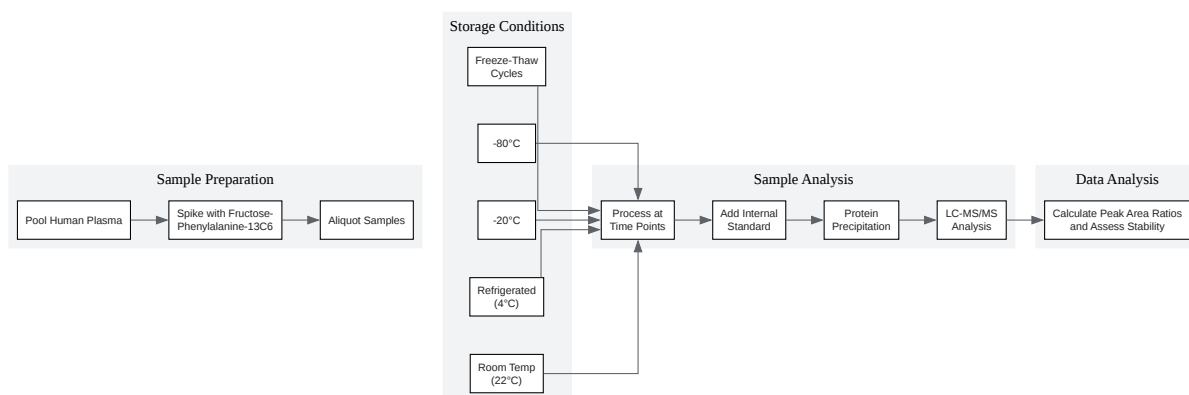 Sample Preparation
Pool Human Plasma
Spike with Fructose-
Phenylalanine-13C6
Aliquot Samples
Storage Conditions
Freeze-Thaw
Cycles
-80°C
-20°C
Refrigerated
(4°C)
Room Temp
(22°C)
Sample Analysis
Process at
Time Points
Add Internal
Standard
Protein
Precipitation
LC-MS/MS
Analysis
Data Analysis
Calculate Peak Area Ratios
and Assess Stability